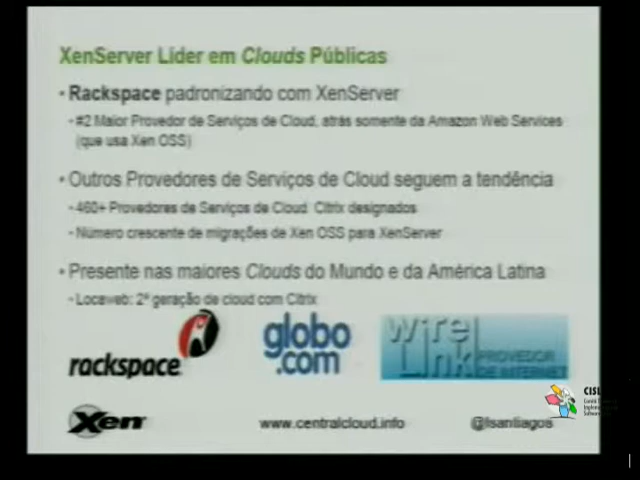 XenServer Líder em Clouds Públicas
• Rackspace padronizando com XenServer
• #2 Maior Provedor de Serviços de Cloud, atrás somente da Amazon Web Services
(que usa Xen OSS)
• Outros Provedores de Serviços de Cloud seguem a tendência
• 460+ Provedores de Serviços de Cloud Citrix designados
• Número crescente de migrações de Xen OSS para XenServer
• Presente nas maiores Clouds do Mundo e da América Latina
• Locaweb: 2ª geração de cloud com Citrix
rackspace
globo
.com
Wire
Link
PROVEDOR
DE INTERNET
Xen
www.centralcloud.info
@lsantiagos